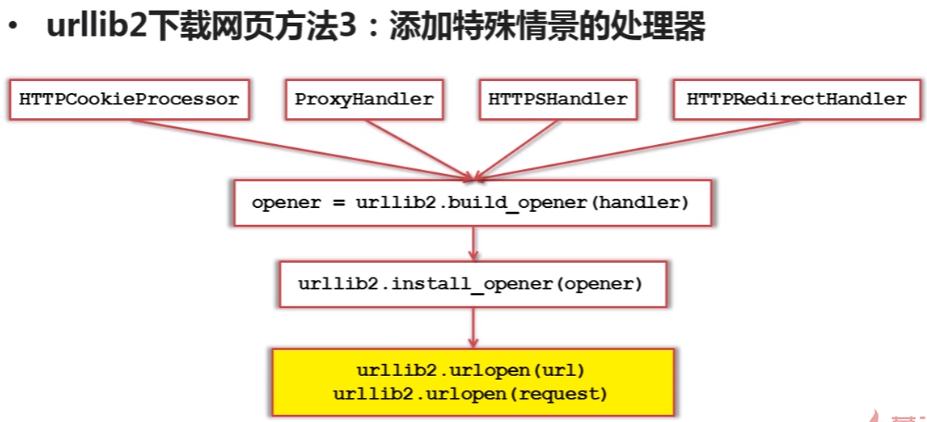 • urllib2下载网页方法3：添加特殊情景的处理器
HTTPCookieProcessor
ProxyHandler
HTTPSHandler
HTTPRedirectHandler
opener = urllib2.build_opener(handler)
urllib2.install_opener(opener)
urllib2.urlopen(url)
urllib2.urlopen(request)